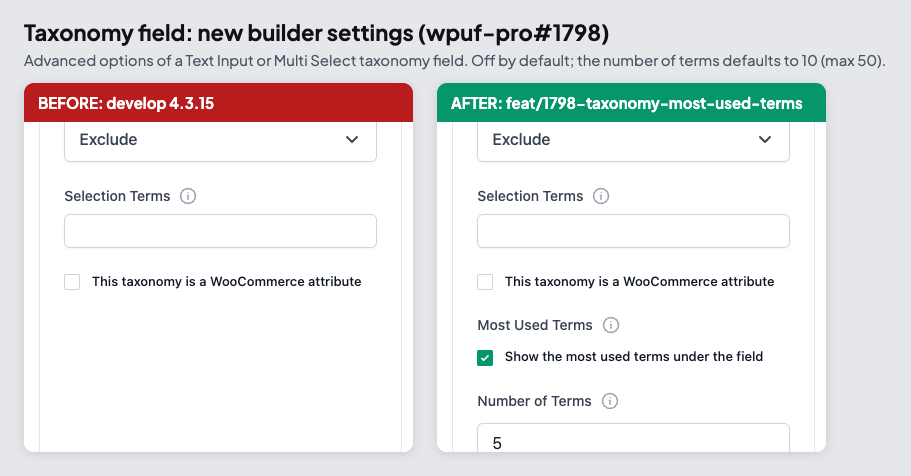 Taxonomy field: new builder settings (wpuf-pro#1798)
Advanced options of a Text Input or Multi Select taxonomy field. Off by default; the number of terms defaults to 10 (max 50).
BEFORE: develop 4.3.15
Exclude
Selection Terms
This taxonomy is a WooCommerce attribute
AFTER: feat/1798-taxonomy-most-used-terms
Exclude
Selection Terms
This taxonomy is a WooCommerce attribute
Most Used Terms
Show the most used terms under the field
Number of Terms
5